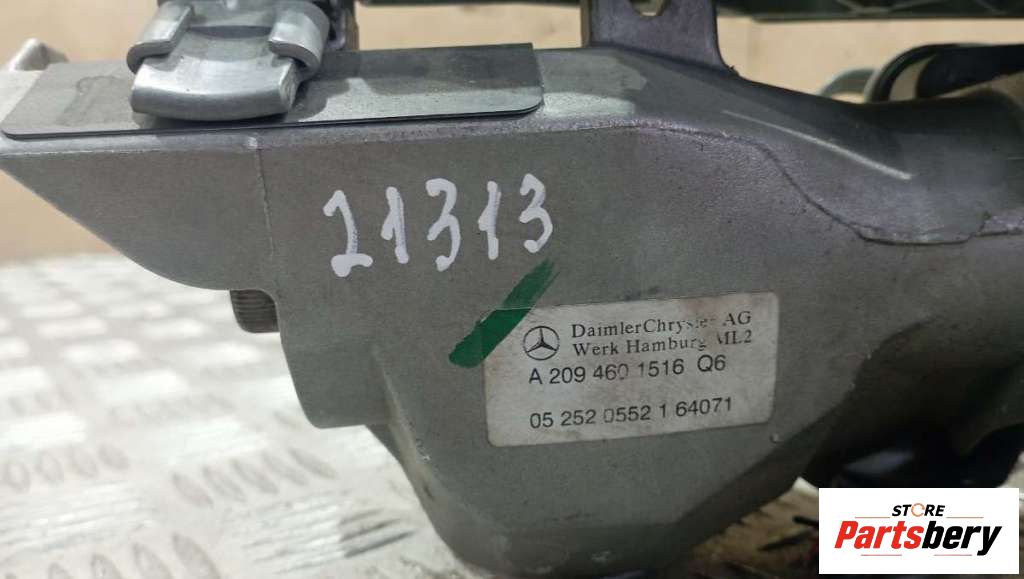 21313
DaimlerChrysler AG
Werk Hamburg ML2
A 209 460 1516 Q6
05 252 0552 1 64071
STORE
Partsbery